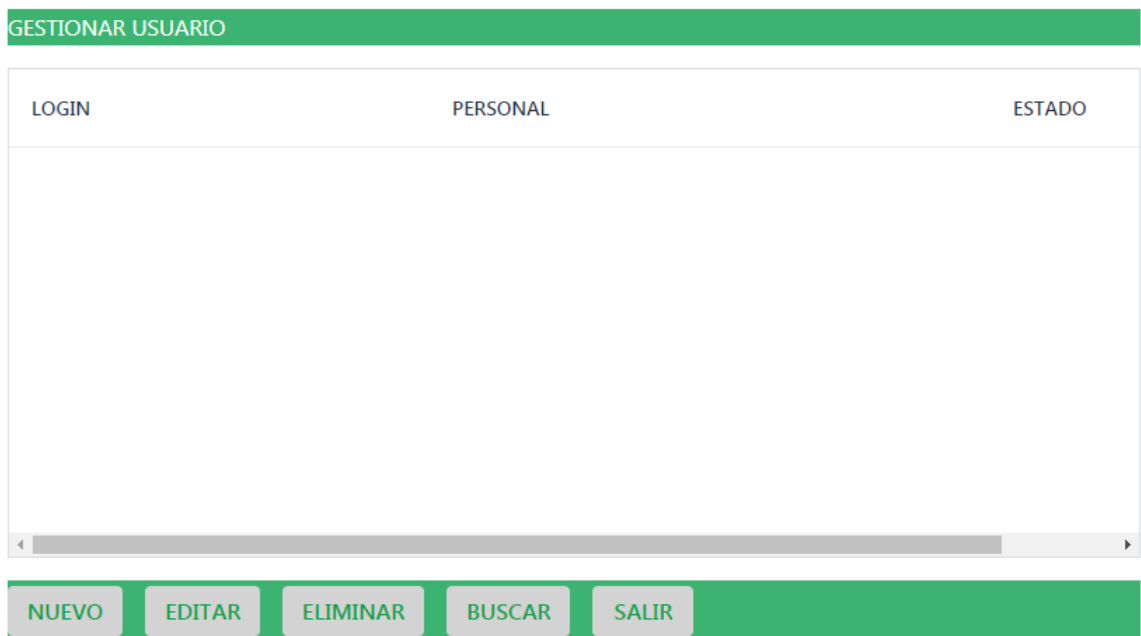 GESTIONAR USUARIO
LOGIN PERSONAL ESTADO
NUEVO EDITAR ELIMINAR BUSCAR SALIR